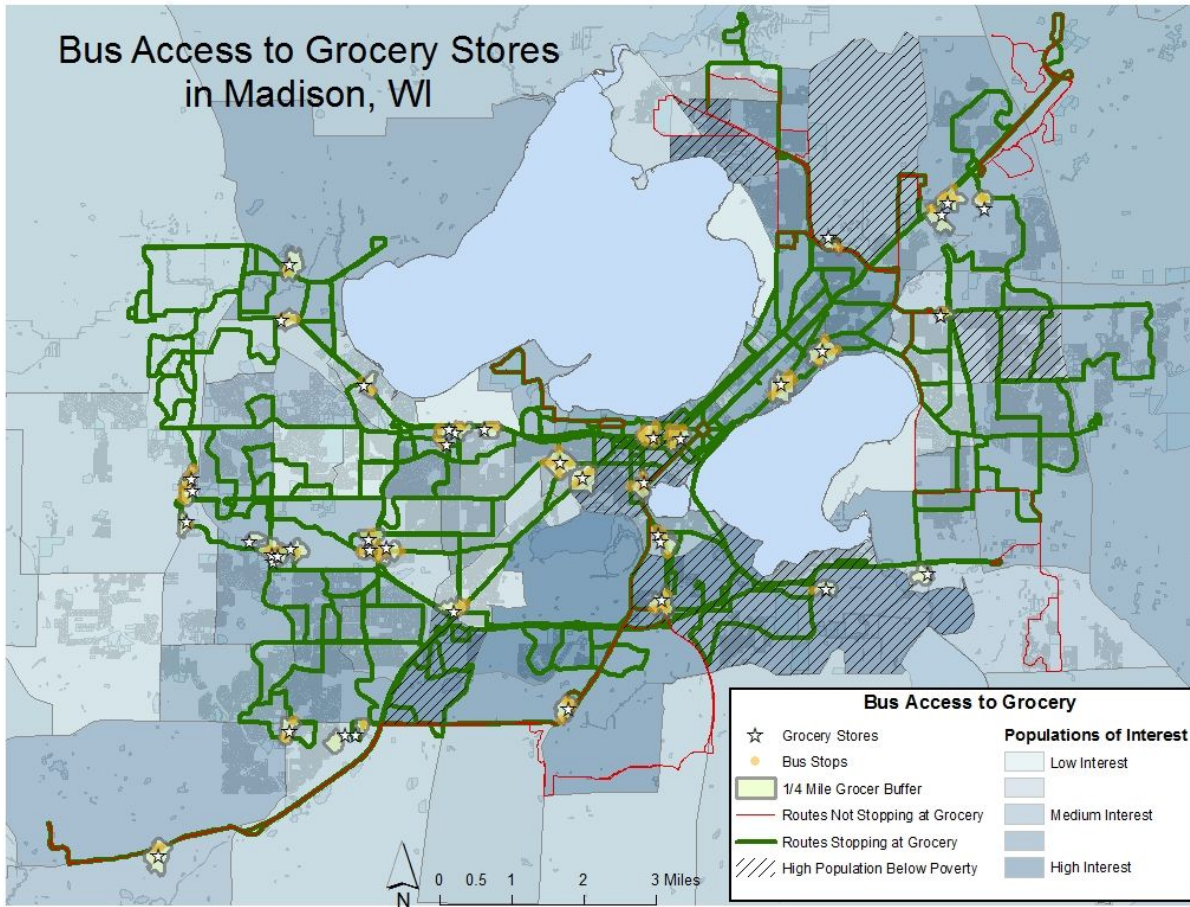 Bus Access to Grocery Stores
in Madison, WI
Bus Access to Grocery
Grocery Stores
Bus Stops
1/4 Mile Grocer Buffer
Routes Not Stopping at Grocery
Routes Stopping at Grocery
High Population Below Poverty
Populations of Interest
Low Interest
Medium Interest
High Interest
N
0 0.5 1 2 3 Miles